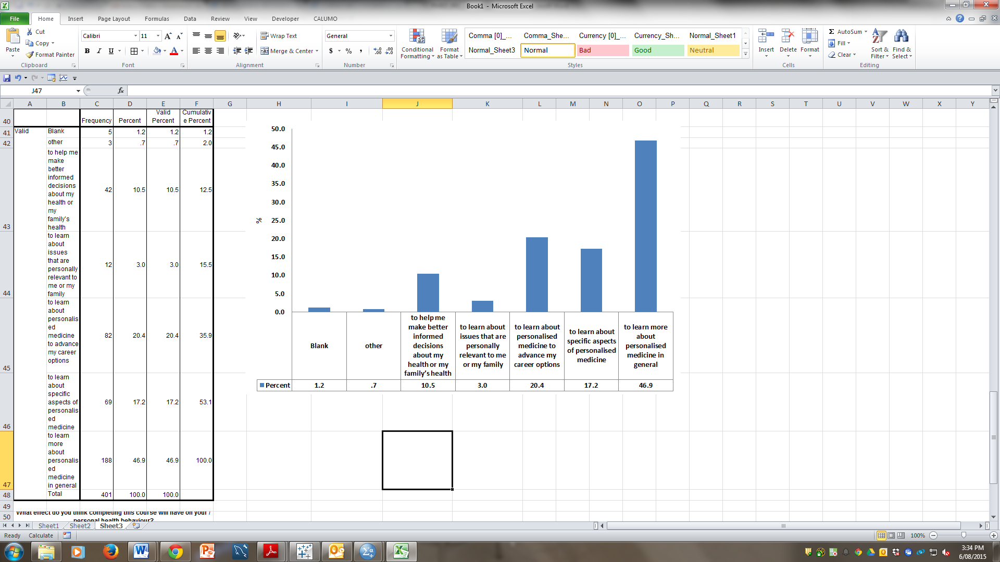 Book1 - Microsoft Excel
File Home Insert Page Layout Formulas Data Review View Developer CALUMO
Paste
Cut
Copy
Format Painter
Clipboard
Calibri 11
B I U A
Font
Wrap Text
Merge & Center
Alignment
General
$ % ,
Number
Conditional Formatting
Format as Table
Comma [0]_... Comma_She... Currency [0]_... Currency_Sh... Normal_Sheet1
Normal_Sheet3 Normal Bad Good Neutral
Styles
Insert Delete Format
Cells
Σ AutoSum
Fill
Clear
Sort & Filter
Find & Select
Editing
J47 fx
A B C D E F G H I J K L M N O P Q R S T U V W X Y
40 Frequency Percent Valid Percent Cumulativ e Percent
41 Valid Blank 5 1.2 1.2 1.2
42 other 3 .7 .7 2.0
to help me
make
better
informed
decisions
about my
health or
my
family's
health
43 42 10.5 10.5 12.5
to learn
about
issues
that are
personally
relevant to
me or my
family
44 12 3.0 3.0 15.5
to learn
about
personalis
ed
medicine
to advance
my career
options
45 82 20.4 20.4 35.9
to learn
about
specific
aspects of
personalis
ed
medicine
46 69 17.2 17.2 53.1
to learn
more
about
personalis
ed
medicine
in general
47 188 46.9 46.9 100.0
48 Total 401 100.0 100.0
49
50 What effect do you think completing this course will have on your /
personal health behaviour?
%
50.0
45.0
40.0
35.0
30.0
25.0
20.0
15.0
10.0
5.0
0.0
Blank
other
to help me
make better
informed
decisions
about my
health or my
family's health
to learn about
issues that are
personally
relevant to me
or my family
to learn about
personalised
medicine to
advance my
career options
to learn about
specific aspects
of personalised
medicine
to learn more
about
personalised
medicine in
general
Percent 1.2 .7 10.5 3.0 20.4 17.2 46.9
Sheet1 Sheet2 Sheet3
Ready Calculate 100%
3:34 PM
6/08/2015